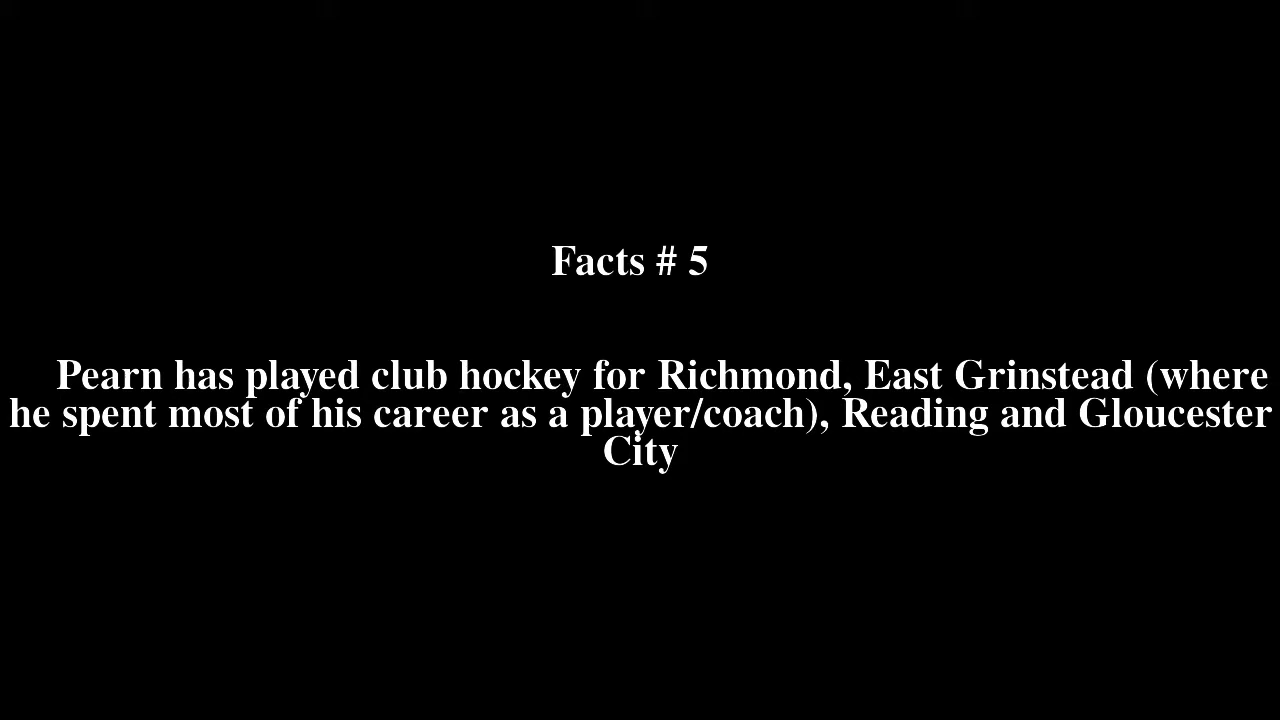 Facts # 5
Pearn has played club hockey for Richmond, East Grinstead (where
he spent most of his career as a player/coach), Reading and Gloucester
City